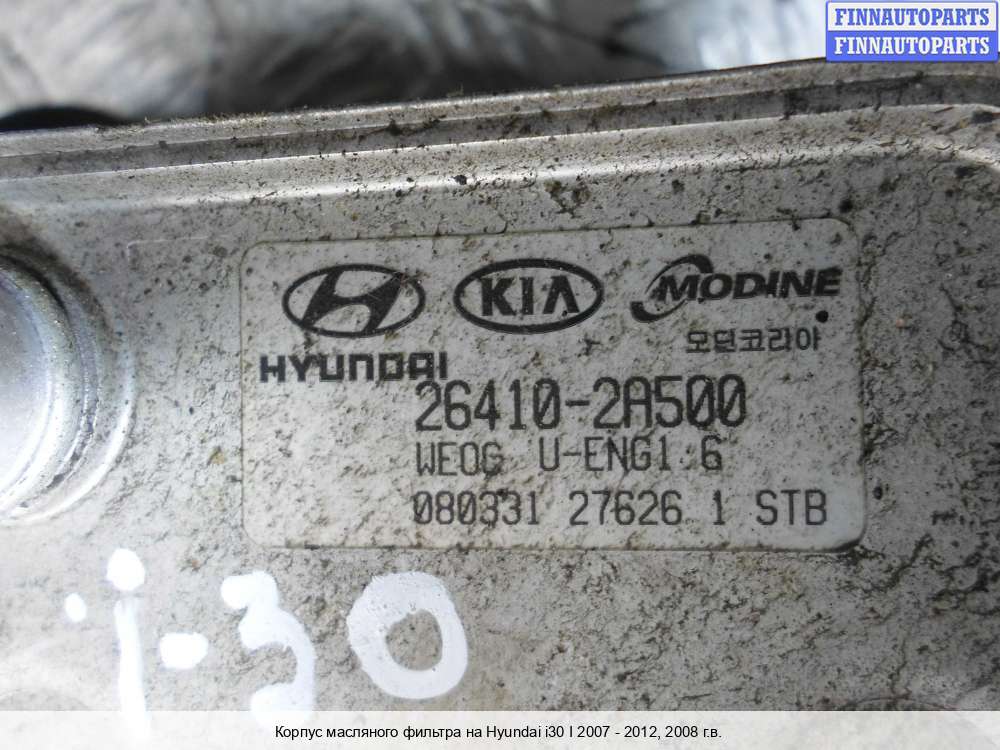 FINNAUTOPARTS
FINNAUTOPARTS
KIA MODINE
모딘코리아
HYUNDAI
26410-2A500
WEOG U-ENG1.6
080331 27626 1 STB
i-30
Корпус масляного фильтра на Hyundai i30 I 2007 - 2012, 2008 г.в.